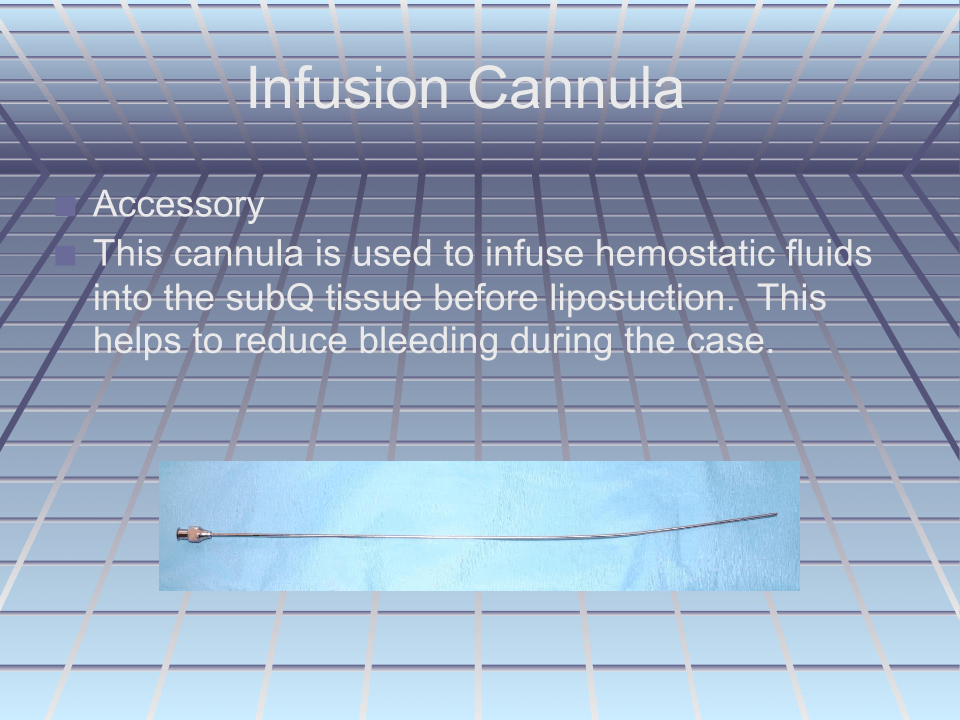 Infusion Cannula
Accessory
This cannula is used to infuse hemostatic fluids
into the subQ tissue before liposuction.  This
helps to reduce bleeding during the case.